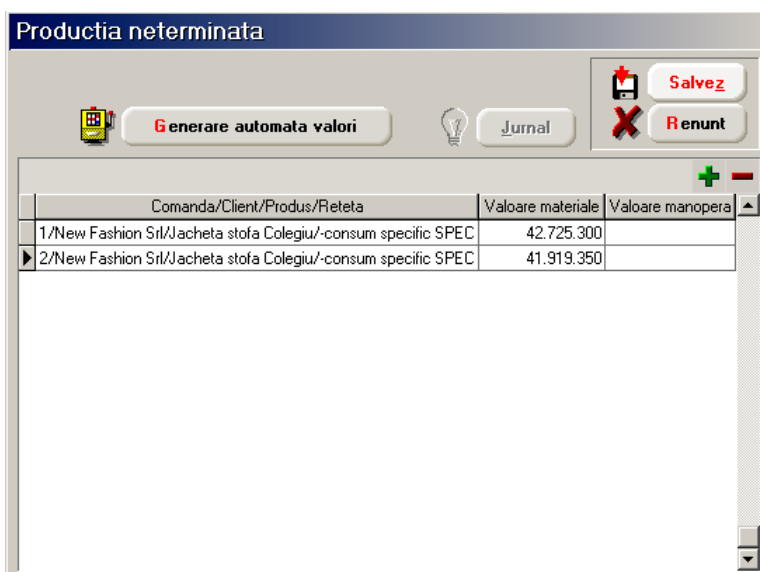 Productia neterminata
Salvez
Generare automata valori
Jurnal
Renunt
Comanda/Client/Produs/Reteta Valoare materiale Valoare manopera
1/New Fashion Srl/Jacheta stofa Colegiu/-consum specific SPEC 42.725.300
2/New Fashion Srl/Jacheta stofa Colegiu/-consum specific SPEC 41.919.350